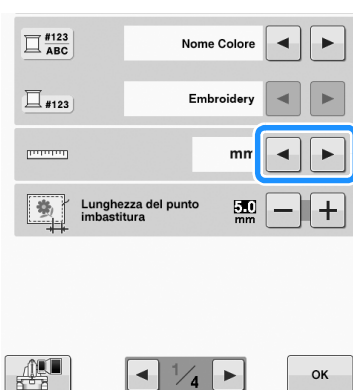 #123
ABC
Nome Colore
#123
Embroidery
mm
Lunghezza del punto
imbastitura
5.0
mm
1/4
OK